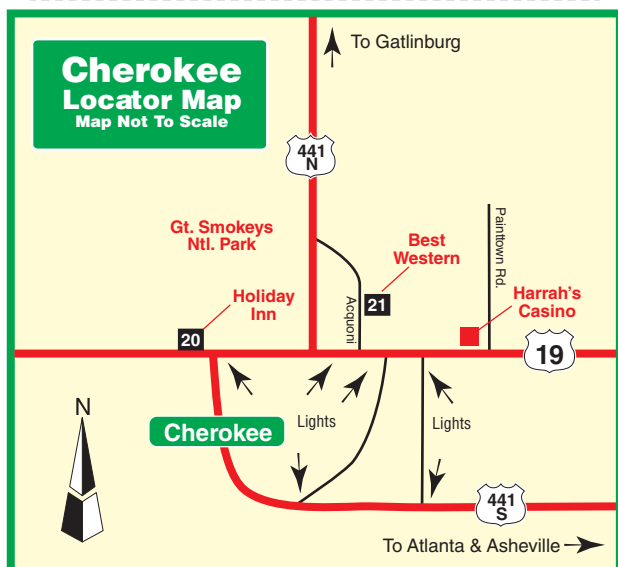 Cherokee
Locator Map
Map Not To Scale
To Gatlinburg
441
N
Gt. Smokeys
Ntl. Park
Best
Western
Painttown Rd.
Holiday
Inn
Acquoni
21
Harrah's
Casino
20
19
N
Cherokee
Lights
Lights
441
S
To Atlanta & Asheville